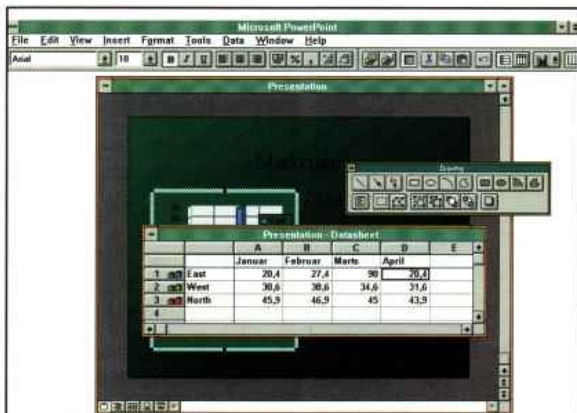 Microsoft PowerPoint
File Edit View Insert Format Tools Data Window Help
Arial 18 B I U % ,
Presentation
Drawing
Presentation - Datasheet
A B C D E
Januar Februar Marts April
1 East 20,4 27,4 90 20,4
2 West 30,6 38,6 34,6 31,6
3 North 45,9 46,9 45 43,9
4